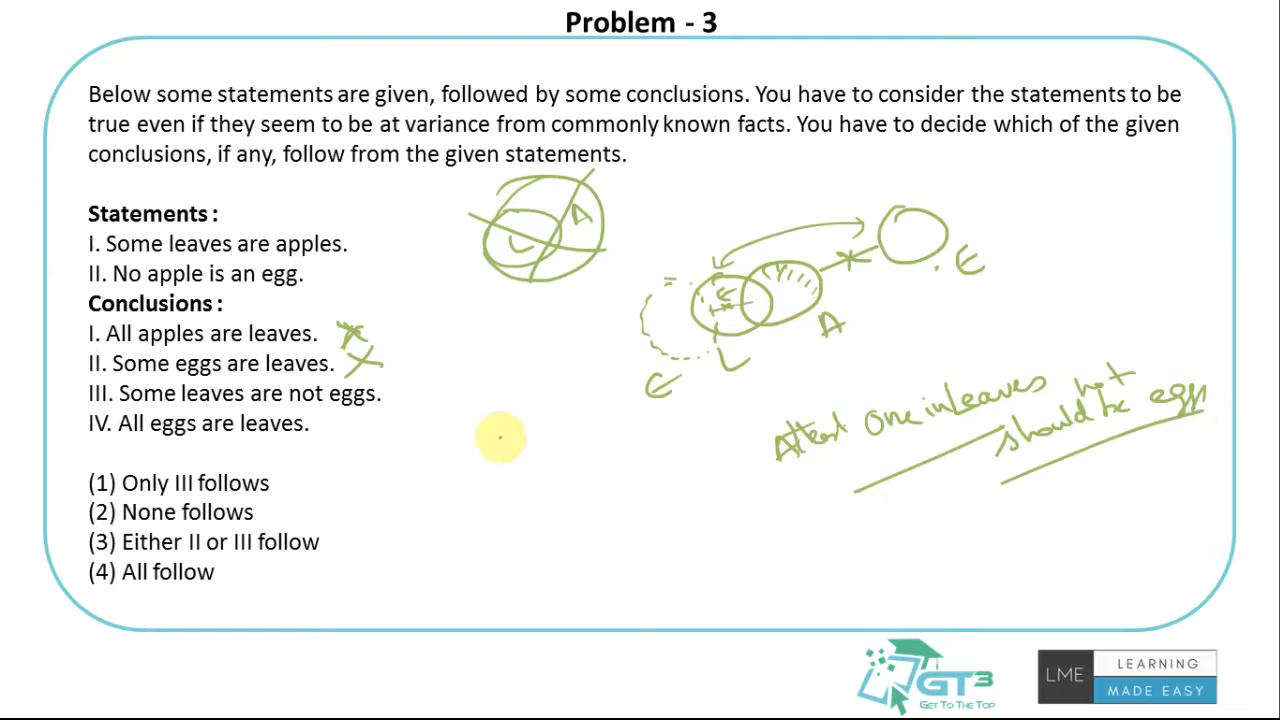 Problem - 3
Below some statements are given, followed by some conclusions. You have to consider the statements to be
true even if they seem to be at variance from commonly known facts. You have to decide which of the given
conclusions, if any, follow from the given statements.
Statements :
I. Some leaves are apples.
II. No apple is an egg.
Conclusions :
I. All apples are leaves.
II. Some eggs are leaves.
III. Some leaves are not eggs.
IV. All eggs are leaves.
(1) Only III follows
(2) None follows
(3) Either II or III follow
(4) All follow
L A
E
A
L
E
Atleast One in Leaves not
should be egg
GT3
GET TO THE TOP
LME
LEARNING
MADE EASY